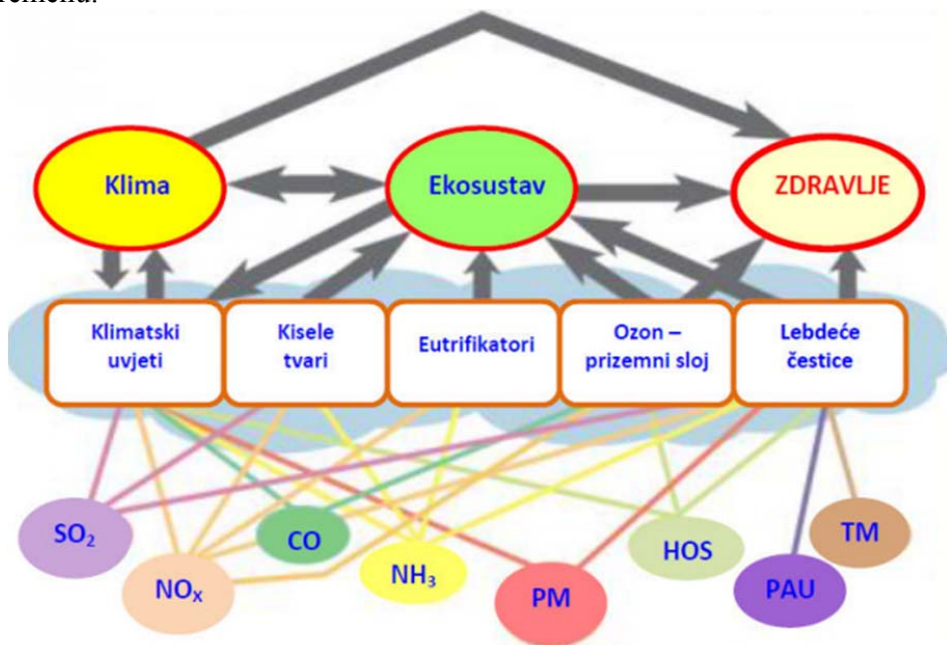 Klima
Ekosustav
ZDRAVLJE
Klimatski
uvjeti
Kisele
tvari
Eutrifikatori
Ozon –
prizemni sloj
Lebdeće
čestice
SO₂
CO
HOS
TM
NOₓ
NH₃
PM
PAU